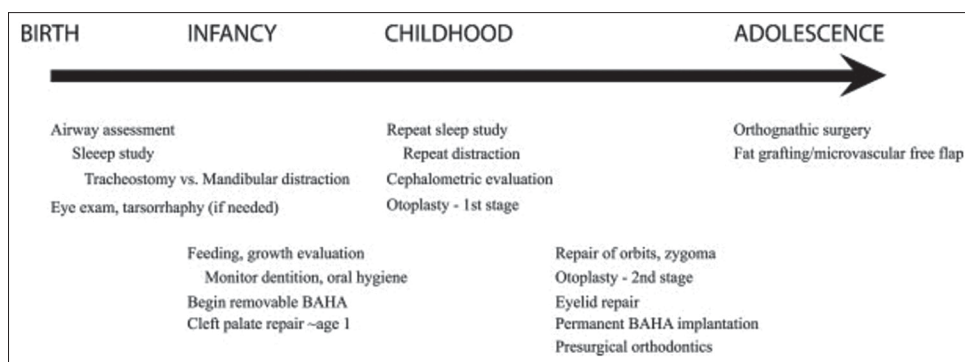 BIRTH INFANCY CHILDHOOD ADOLESCENCE
Airway assessment
Sleeep study
Tracheostomy vs. Mandibular distraction
Eye exam, tarsorrhaphy (if needed)
Feeding, growth evaluation
Monitor dentition, oral hygiene
Begin removable BAHA
Cleft palate repair ~age 1
Repeat sleep study
Repeat distraction
Cephalometric evaluation
Otoplasty - 1st stage
Repair of orbits, zygoma
Otoplasty - 2nd stage
Eyelid repair
Permanent BAHA implantation
Presurgical orthodontics
Orthognathic surgery
Fat grafting/microvascular free flap